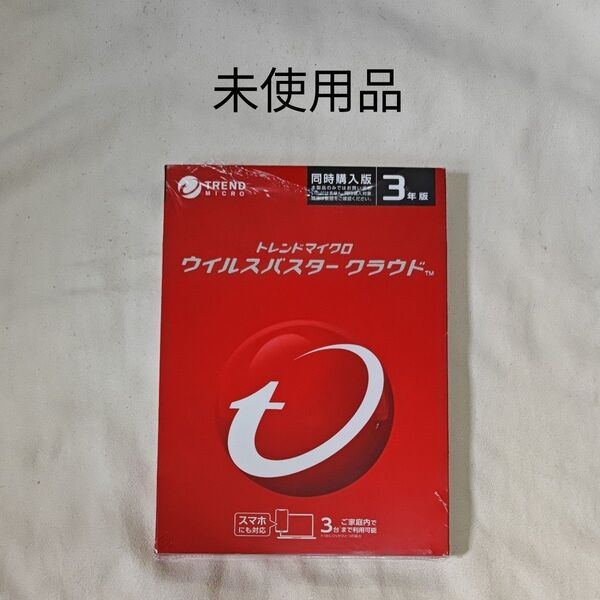 未使用品
TREND
MICRO
同時購入版
3年版
トレンドマイクロ
ウイルスバスター クラウド™
スマホ
にも対応
3台 ご家庭内で
まで利用可能